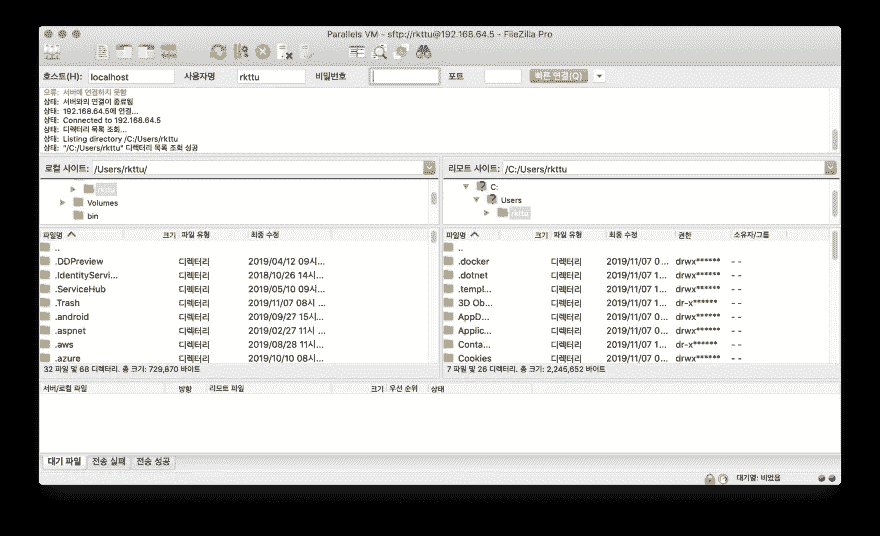 Parallels VM - sftp://rkttu@192.168.64.5 - FileZilla Pro
호스트(H): localhost 사용자명 rkttu 비밀번호 포트 빠른 연결(Q)
오류: 서버에 연결하지 못함
상태: 서버와의 연결이 종료됨
상태: 192.168.64.5에 연결...
상태: Connected to 192.168.64.5
상태: 디렉터리 목록 조회...
상태: Listing directory /C:/Users/rkttu
상태: "/C:/Users/rkttu" 디렉터리 목록 조회 성공
로컬 사이트: /Users/rkttu/
rkttu
Volumes
bin
파일명 크기 파일 유형 최종 수정
..
.DDPreview 디렉터리 2019/04/12 09시...
.IdentityServi... 디렉터리 2018/10/26 14시...
.ServiceHub 디렉터리 2019/05/10 09시...
.Trash 디렉터리 2019/11/07 08시 ...
.android 디렉터리 2019/09/27 15시...
.aspnet 디렉터리 2019/02/27 11시 ...
.aws 디렉터리 2019/08/28 11시...
.azure 디렉터리 2019/10/10 08시...
32 파일 및 68 디렉터리. 총 크기: 729,870 바이트
리모트 사이트: /C:/Users/rkttu
C:
Users
rkttu
파일명 크기 파일 유형 최종 수정 권한 소유자/그룹
..
.docker 디렉터리 2019/11/07 0... drwx****** - -
.dotnet 디렉터리 2019/11/07 1... drwx****** - -
.templ... 디렉터리 2019/11/07 1... drwx****** - -
3D Ob... 디렉터리 2019/11/07 0... dr-x****** - -
AppD... 디렉터리 2019/11/07 0... drwx****** - -
Applic... 디렉터리 2019/11/07 0... drwx****** - -
Conta... 디렉터리 2019/11/07 1... dr-x****** - -
Cookies 디렉터리 2019/11/07 0... drwx****** - -
7 파일 및 26 디렉터리. 총 크기: 2,245,652 바이트
서버/로컬 파일 방향 리모트 파일 크기 우선 순위 상태
대기 파일 전송 실패 전송 성공
대기열: 비었음